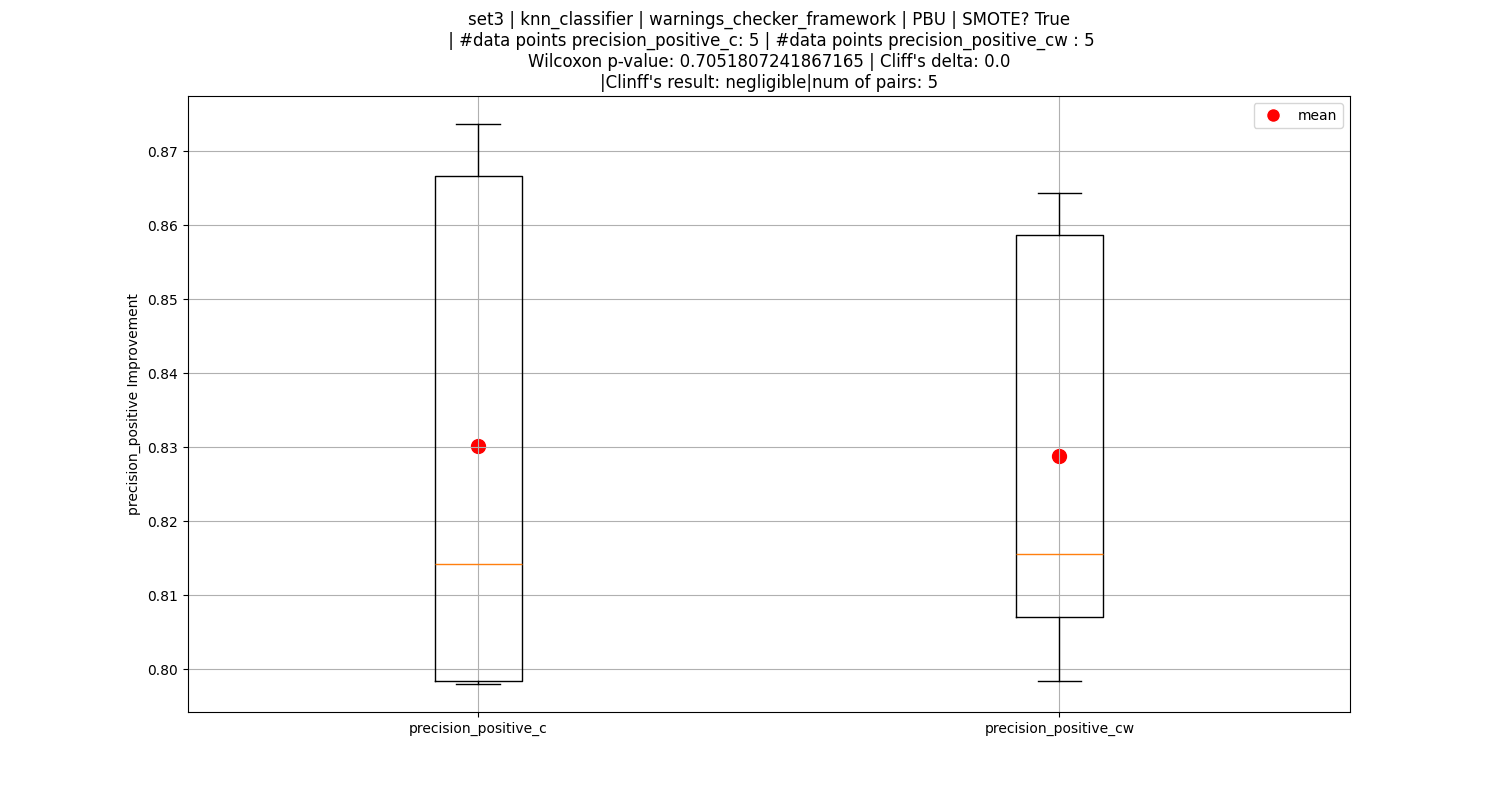 set3 | knn_classifier | warnings_checker_framework | PBU | SMOTE? True
| #data points precision_positive_c: 5 | #data points precision_positive_cw : 5
Wilcoxon p-value: 0.7051807241867165 | Cliff's delta: 0.0
|Clinff's result: negligible|num of pairs: 5
mean
precision_positive Improvement
0.87
0.86
0.85
0.84
0.83
0.82
0.81
0.80
precision_positive_c
precision_positive_cw